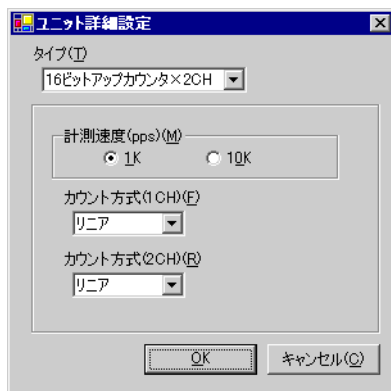 ユニット詳細設定
タイプ(T)
16ビットアップカウンタ×2CH
計測速度(pps)(M)
1K 10K
カウント方式(1CH)(F)
リニア
カウント方式(2CH)(R)
リニア
OK キャンセル(C)